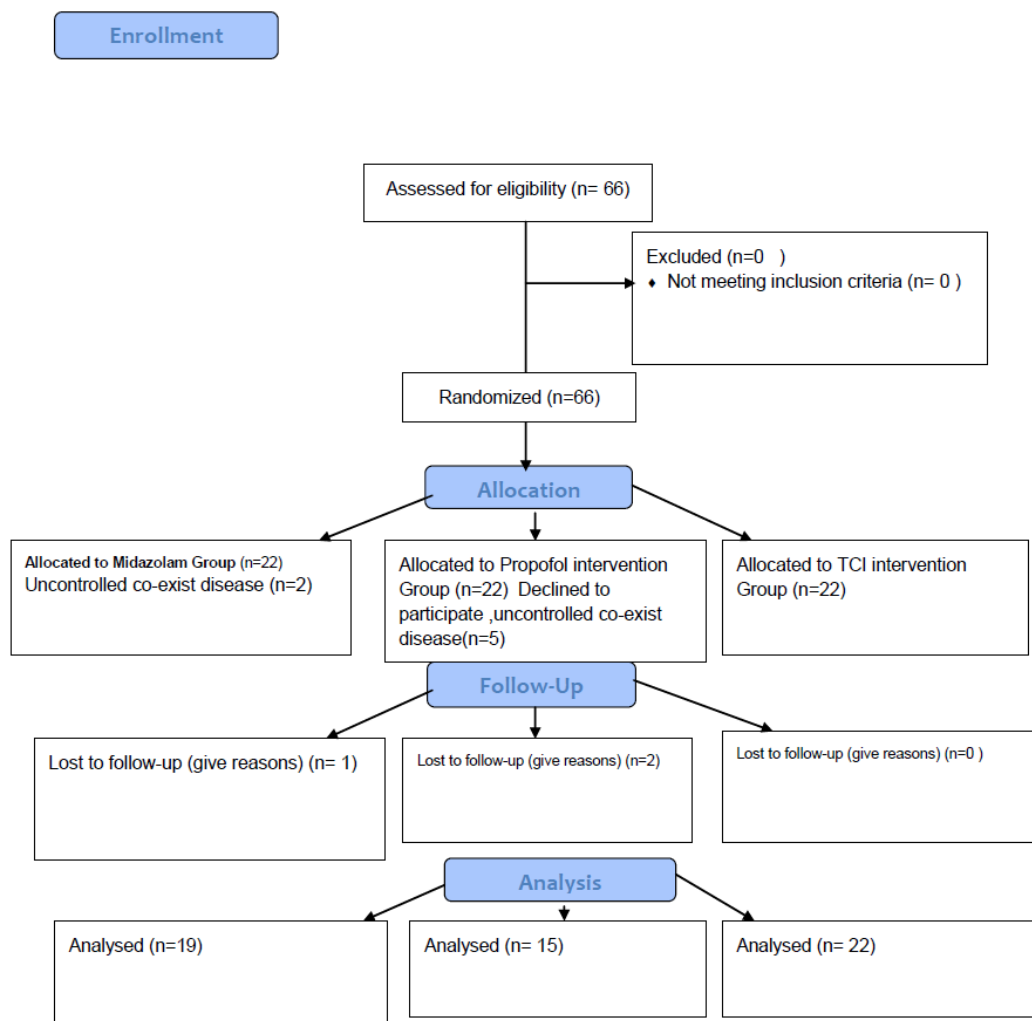 Enrollment
Assessed for eligibility (n= 66)
Excluded (n=0 )
♦ Not meeting inclusion criteria (n= 0 )
Randomized (n=66)
Allocation
Allocated to Midazolam Group (n=22)
Uncontrolled co-exist disease (n=2)
Allocated to Propofol intervention
Group (n=22) Declined to
participate ,uncontrolled co-exist
disease(n=5)
Allocated to TCI intervention
Group (n=22)
Follow-Up
Lost to follow-up (give reasons) (n= 1)
Lost to follow-up (give reasons) (n=2)
Lost to follow-up (give reasons) (n=0 )
Analysis
Analysed (n=19)
Analysed (n= 15)
Analysed (n= 22)